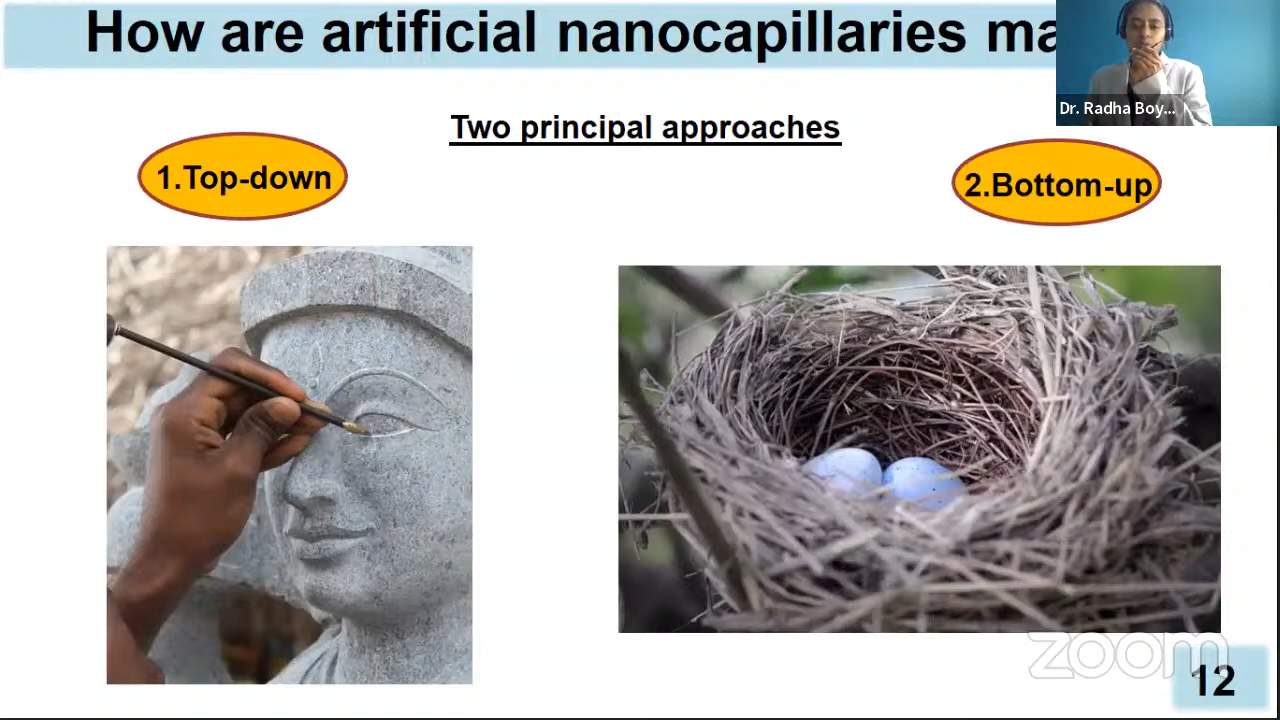 How are artificial nanocapillaries ma
Dr. Radha Boy...
Two principal approaches
1.Top-down
2.Bottom-up
zoom
12